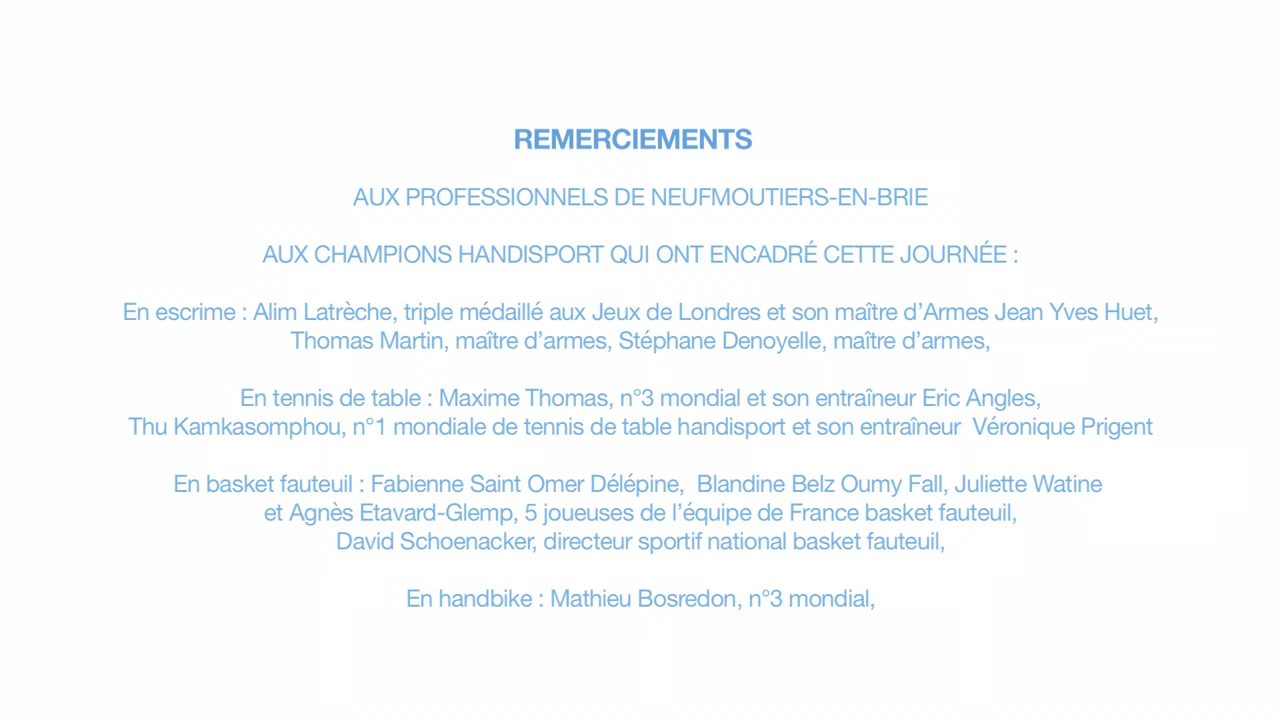 REMERCIEMENTS
AUX PROFESSIONNELS DE NEUFMOUTIERS-EN-BRIE
AUX CHAMPIONS HANDISPORT QUI ONT ENCADRÉ CETTE JOURNÉE :
En escrime : Alim Latrèche, triple médaillé aux Jeux de Londres et son maître d’Armes Jean Yves Huet,
Thomas Martin, maître d’armes, Stéphane Denoyelle, maître d’armes,
En tennis de table : Maxime Thomas, n°3 mondial et son entraîneur Eric Angles,
Thu Kamkasomphou, n°1 mondiale de tennis de table handisport et son entraîneur  Véronique Prigent
En basket fauteuil : Fabienne Saint Omer Délépine,  Blandine Belz Oumy Fall, Juliette Watine
et Agnès Etavard-Glemp, 5 joueuses de l’équipe de France basket fauteuil,
David Schoenacker, directeur sportif national basket fauteuil,
En handbike : Mathieu Bosredon, n°3 mondial,